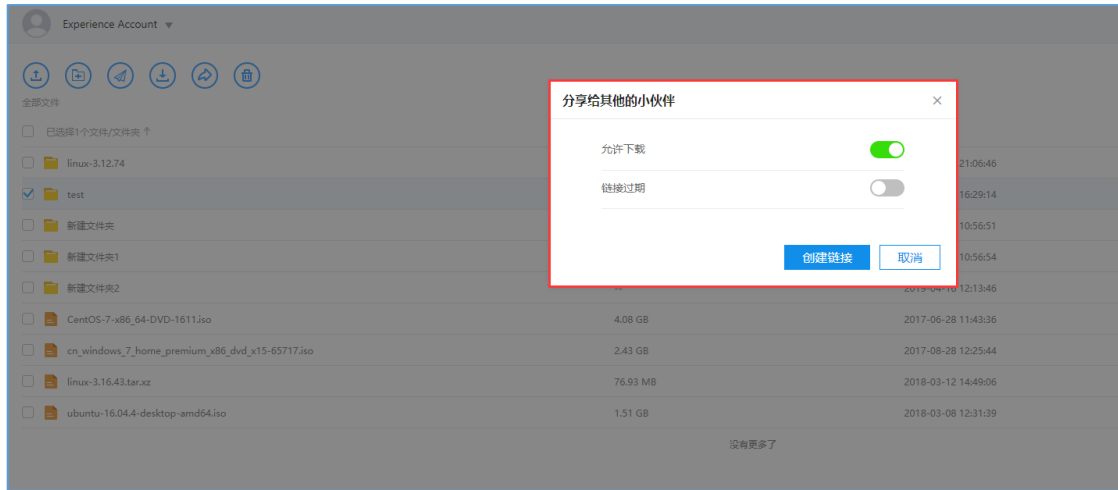 Experience Account
全部文件
已选择1个文件/文件夹
linux-3.12.74
21:06:46
test
16:29:14
新建文件夹
10:56:51
新建文件夹1
10:56:54
新建文件夹2
--
2019-04-16 12:13:46
CentOS-7-x86_64-DVD-1611.iso
4.08 GB
2017-06-28 11:43:36
cn_windows_7_home_premium_x86_dvd_x15-65717.iso
2.43 GB
2017-08-28 12:25:44
linux-3.16.43.tar.xz
76.93 MB
2018-03-12 14:49:06
ubuntu-16.04.4-desktop-amd64.iso
1.51 GB
2018-03-08 12:31:39
没有更多了
分享给其他的小伙伴
允许下载
链接过期
创建链接
取消